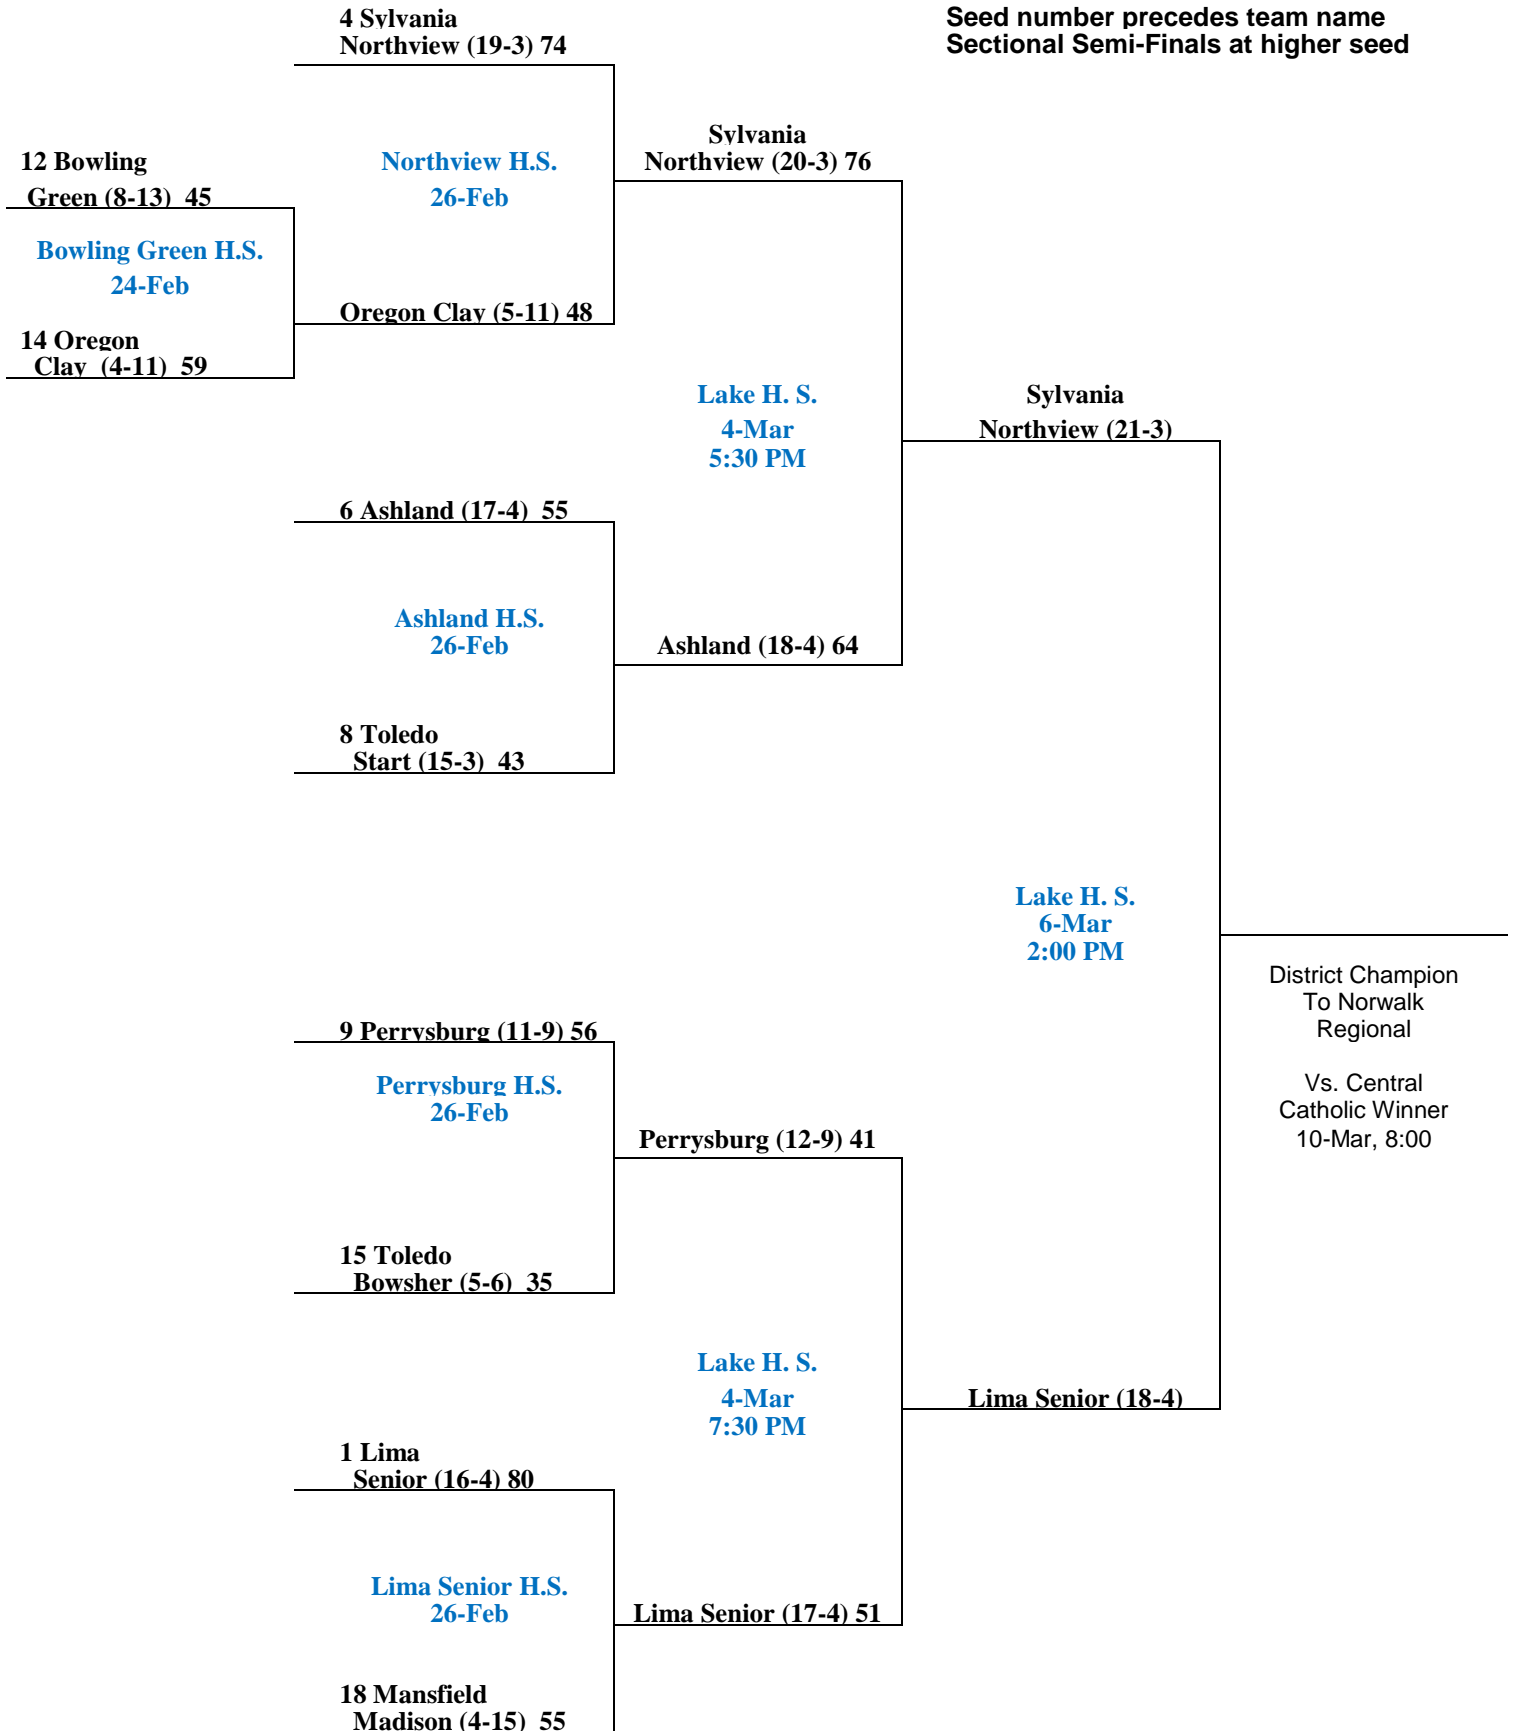 4 Sylvania
Northview (19-3) 74
Seed number precedes team name
Sectional Semi-Finals at higher seed
12 Bowling
Green (8-13) 45
Bowling Green H.S.
24-Feb
14 Oregon
Clay (4-11) 59
Northview H.S.
26-Feb
Oregon Clay (5-11) 48
Sylvania
Northview (20-3) 76
Lake H. S.
4-Mar
5:30 PM
Sylvania
Northview (21-3)
6 Ashland (17-4) 55
Ashland H.S.
26-Feb
Ashland (18-4) 64
8 Toledo
Start (15-3) 43
Lake H. S.
6-Mar
2:00 PM
District Champion
To Norwalk
Regional
Vs. Central
Catholic Winner
10-Mar, 8:00
9 Perrysburg (11-9) 56
Perrysburg H.S.
26-Feb
Perrysburg (12-9) 41
15 Toledo
Bowsher (5-6) 35
Lake H. S.
4-Mar
7:30 PM
Lima Senior (18-4)
1 Lima
Senior (16-4) 80
Lima Senior H.S.
26-Feb
Lima Senior (17-4) 51
18 Mansfield
Madison (4-15) 55